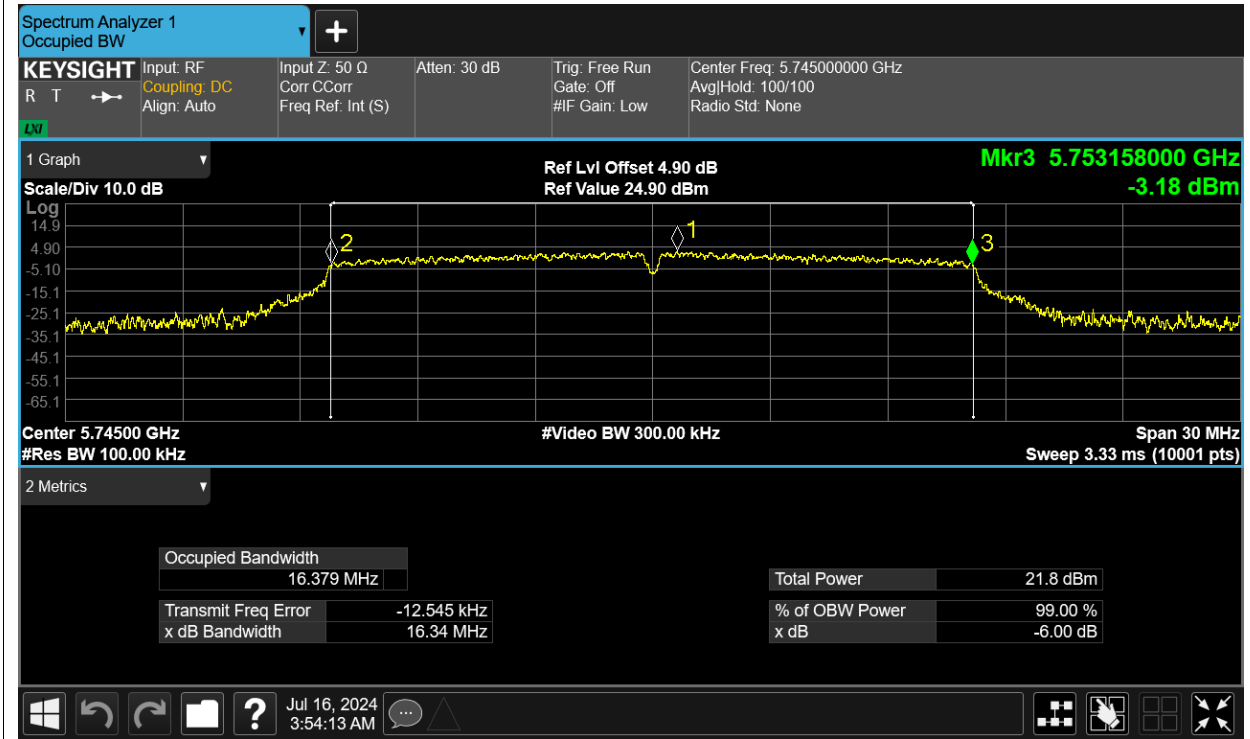 Spectrum Analyzer 1
Occupied BW
KEYSIGHT
R T
LXI
Input: RF
Coupling: DC
Align: Auto
Input Z: 50 Ω
Corr CCorr
Freq Ref: Int (S)
Atten: 30 dB
Trig: Free Run
Gate: Off
#IF Gain: Low
Center Freq: 5.745000000 GHz
Avg|Hold: 100/100
Radio Std: None
1 Graph
Scale/Div 10.0 dB
Ref Lvl Offset 4.90 dB
Ref Value 24.90 dBm
Mkr3 5.753158000 GHz
-3.18 dBm
Log
14.9
4.90
-5.10
-15.1
-25.1
-35.1
-45.1
-55.1
-65.1
2
1
3
Center 5.74500 GHz
#Res BW 100.00 kHz
#Video BW 300.00 kHz
Span 30 MHz
Sweep 3.33 ms (10001 pts)
2 Metrics
Occupied Bandwidth
16.379 MHz
Transmit Freq Error -12.545 kHz
x dB Bandwidth 16.34 MHz
Total Power 21.8 dBm
% of OBW Power 99.00 %
x dB -6.00 dB
?
Jul 16, 2024
3:54:13 AM